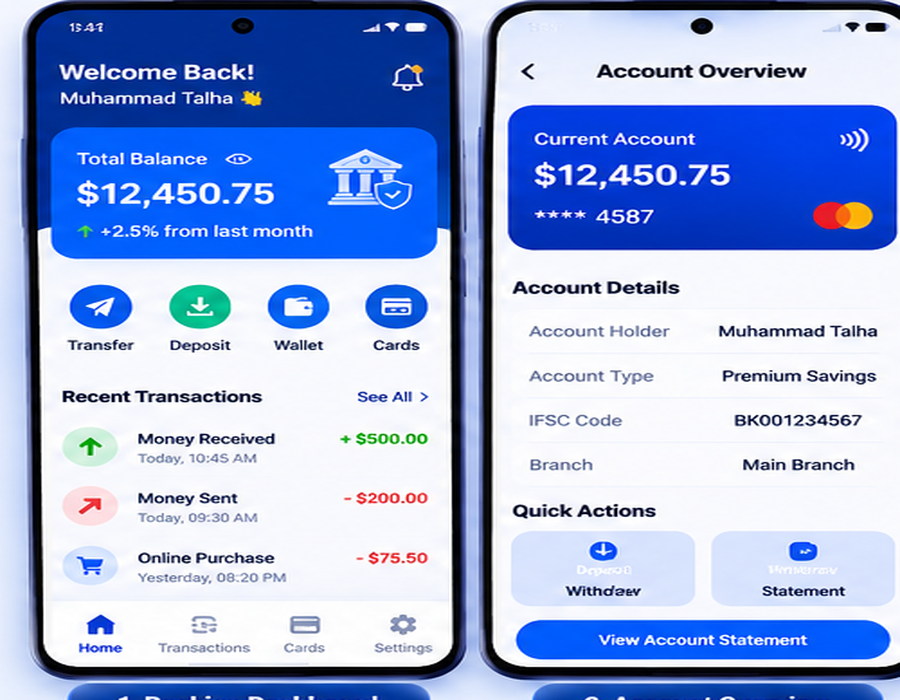 Welcome Back!
Muhammad Talha
Total Balance
$12,450.75
+2.5% from last month
Transfer
Deposit
Wallet
Cards
Recent Transactions
See All >
Money Received
+ $500.00
Today, 10:45 AM
Money Sent
- $200.00
Today, 09:30 AM
Online Purchase
- $75.50
Yesterday, 08:20 PM
Home
Transactions
Cards
Settings
Account Overview
Current Account
$12,450.75
**** 4587
Account Details
Account Holder
Muhammad Talha
Account Type
Premium Savings
IFSC Code
BK001234567
Branch
Main Branch
Quick Actions
Statement
View Account Statement